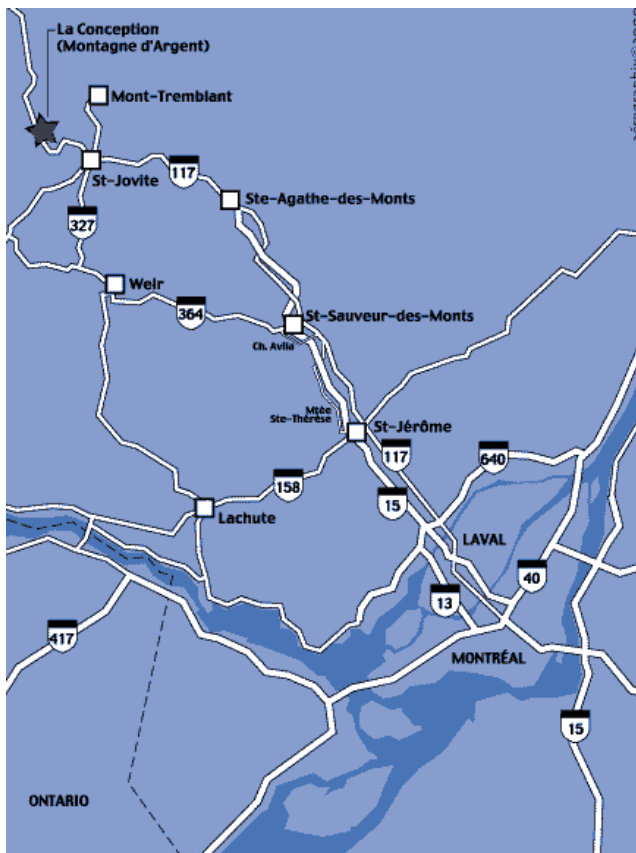 La Conception
(Montagne d'Argent)
Mont-Tremblant
St-Jovite
117
Ste-Agathe-des-Monts
327
Weir
364
St-Sauveur-des-Monts
Ch. Avila
Mtée
Ste-Thérèse
St-Jérôme
117
640
158
15
Lachute
LAVAL
40
13
417
MONTRÉAL
15
ONTARIO